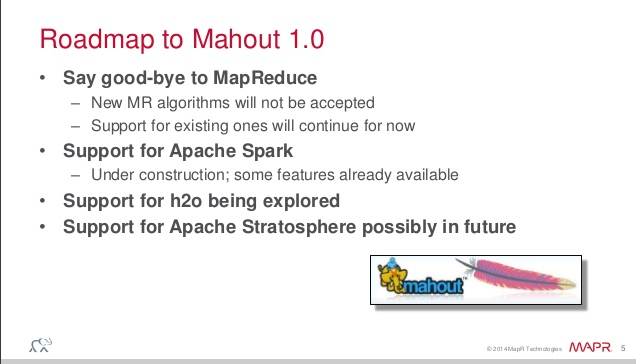 Roadmap to Mahout 1.0
• Say good-bye to MapReduce
– New MR algorithms will not be accepted
– Support for existing ones will continue for now
• Support for Apache Spark
– Under construction; some features already available
• Support for h2o being explored
• Support for Apache Stratosphere possibly in future
mahout™
© 2014 MapR Technologies MAPR. 5